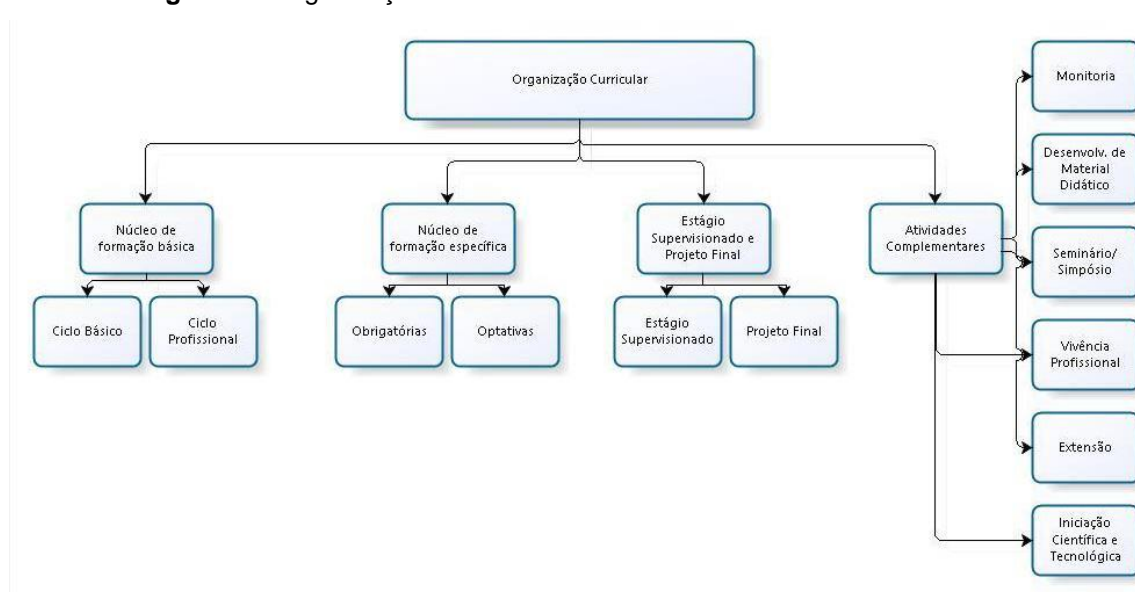 Organização Curricular
Núcleo de
formação básica
Ciclo Básico
Ciclo
Profissional
Núcleo de
formação específica
Obrigatórias
Optativas
Estágio
Supervisionado e
Projeto Final
Estágio
Supervisionado
Projeto Final
Atividades
Complementares
Monitoria
Desenvolv. de
Material
Didático
Seminário/
Simpósio
Vivência
Profissional
Extensão
Iniciação
Científica e
Tecnológica